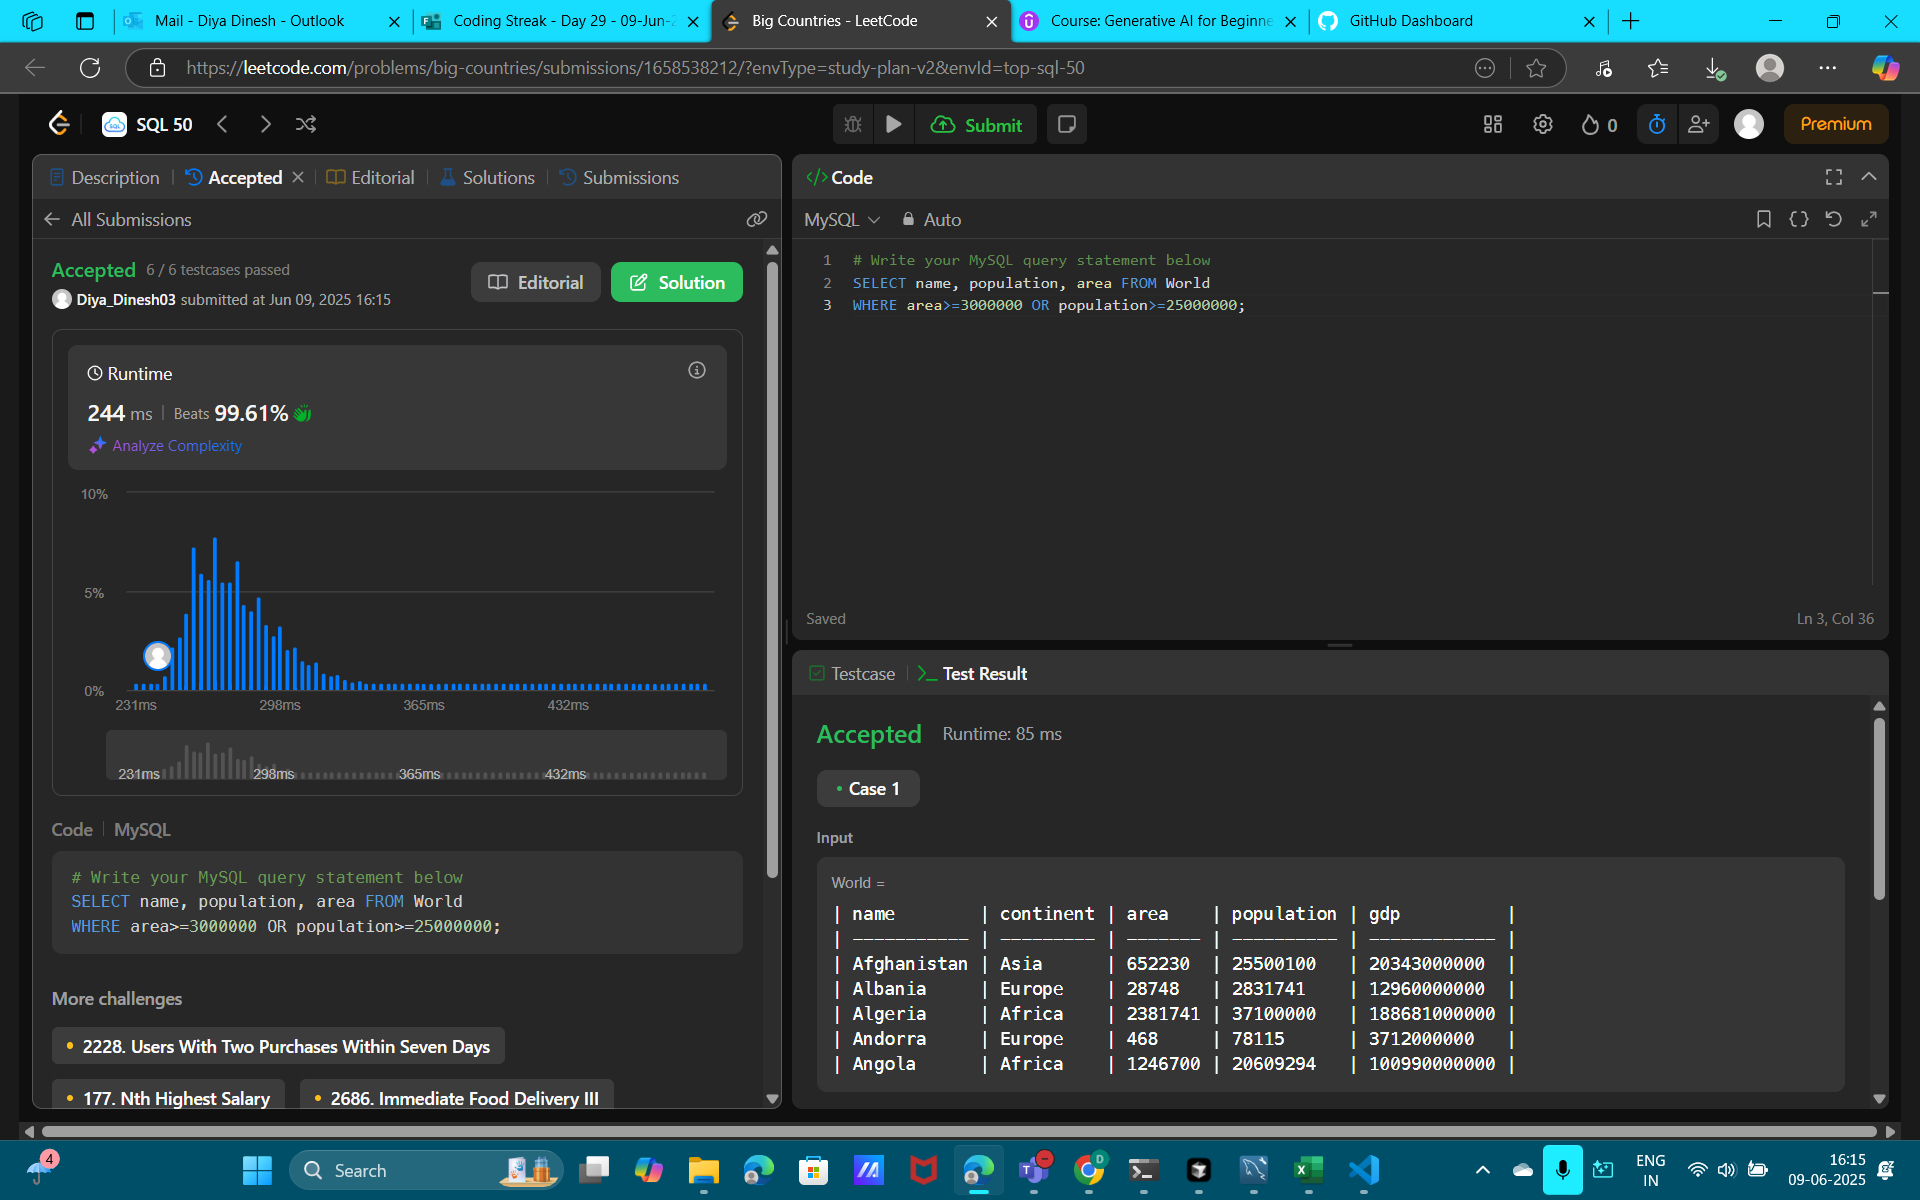 Mail - Diya Dinesh - Outlook
Coding Streak - Day 29 - 09-Jun-2
Big Countries - LeetCode
Course: Generative AI for Beginne
GitHub Dashboard
https://leetcode.com/problems/big-countries/submissions/1658538212/?envType=study-plan-v2&envId=top-sql-50
SQL 50
Submit
0
Premium
Description
Accepted
Editorial
Solutions
Submissions
All Submissions
Accepted 6 / 6 testcases passed
Diya_Dinesh03 submitted at Jun 09, 2025 16:15
Editorial
Solution
Runtime
244 ms Beats 99.61%
Analyze Complexity
10%
5%
0%
231ms 298ms 365ms 432ms
231ms 298ms 365ms 432ms
Code MySQL
# Write your MySQL query statement below
SELECT name, population, area FROM World
WHERE area>=3000000 OR population>=25000000;
More challenges
2228. Users With Two Purchases Within Seven Days
177. Nth Highest Salary
2686. Immediate Food Delivery III
</>Code
MySQL Auto
1 # Write your MySQL query statement below
2 SELECT name, population, area FROM World
3 WHERE area>=3000000 OR population>=25000000;
Saved
Ln 3, Col 36
Testcase
Test Result
Accepted Runtime: 85 ms
Case 1
Input
World =
| name | continent | area | population | gdp |
| ----------- | --------- | ------- | ---------- | ------------ |
| Afghanistan | Asia | 652230 | 25500100 | 20343000000 |
| Albania | Europe | 28748 | 2831741 | 12960000000 |
| Algeria | Africa | 2381741 | 37100000 | 188681000000 |
| Andorra | Europe | 468 | 78115 | 3712000000 |
| Angola | Africa | 1246700 | 20609294 | 100990000000 |
4
Search
D
ENG
IN
16:15
09-06-2025